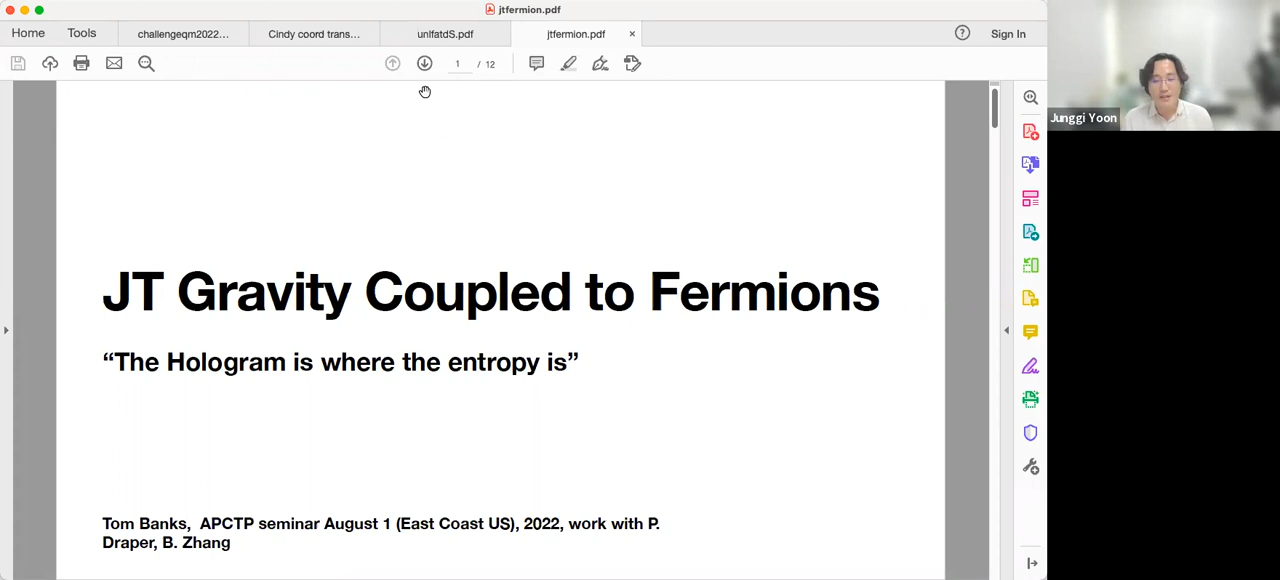 jtfermion.pdf
Home
Tools
challengeqm2022...
Cindy coord trans...
unifatdS.pdf
jtfermion.pdf
×
?
Sign In
1 / 12
Junggi Yoon
JT Gravity Coupled to Fermions
“The Hologram is where the entropy is”
Tom Banks, APCTP seminar August 1 (East Coast US), 2022, work with P.
Draper, B. Zhang